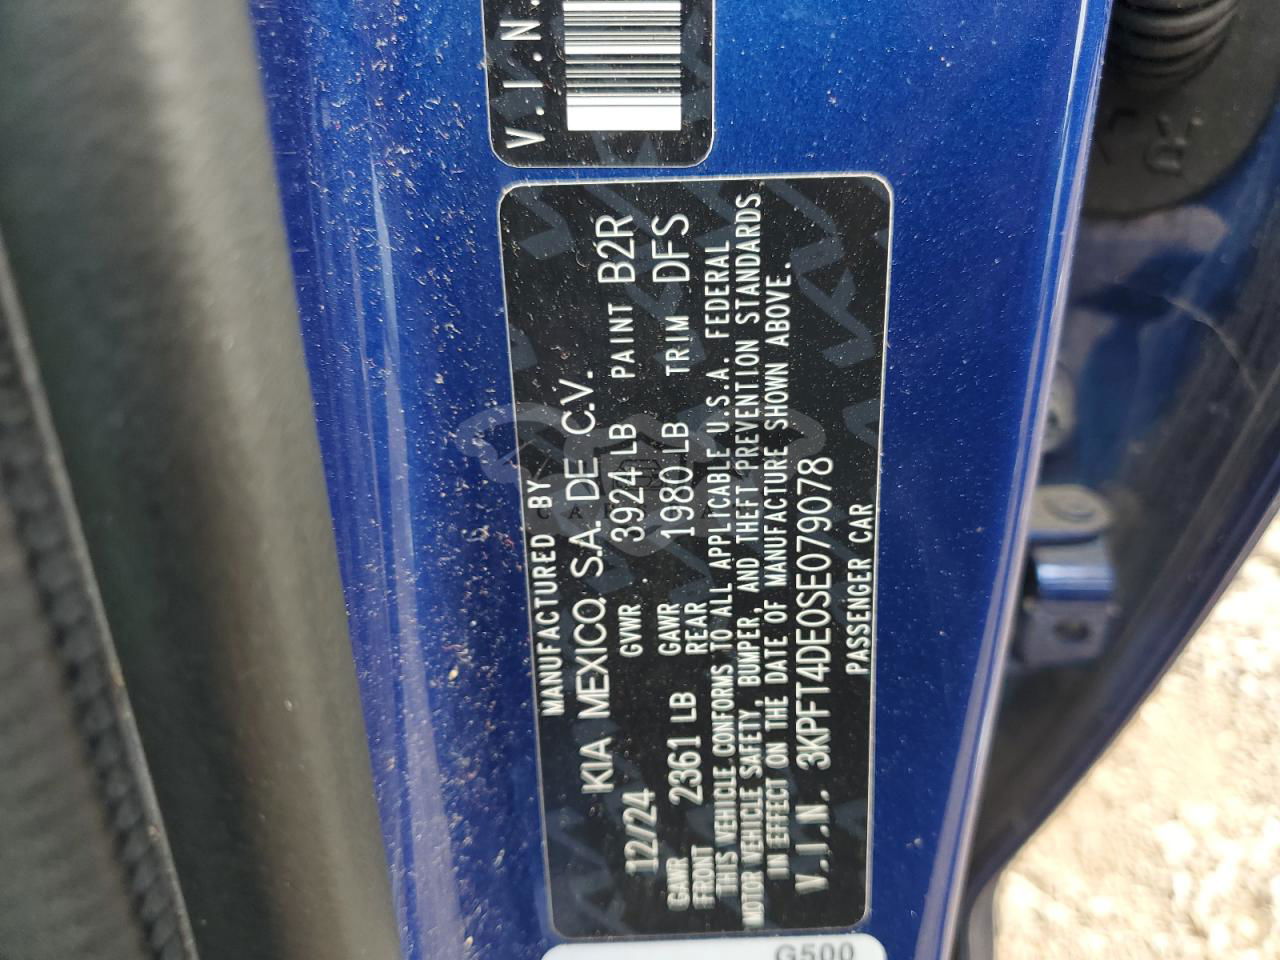 V.I.N.
MANUFACTURED BY
KIA MEXICO, S.A. DE C.V.
12/24 GVWR 3924 LB PAINT B2R
GAWR FRONT 2361 LB GAWR REAR 1980 LB TRIM DFS
THIS VEHICLE CONFORMS TO ALL APPLICABLE U.S.A. FEDERAL
MOTOR VEHICLE SAFETY, BUMPER, AND THEFT PREVENTION STANDARDS
IN EFFECT ON THE DATE OF MANUFACTURE SHOWN ABOVE.
V.I.N. 3KPFT4DE0SE079078
PASSENGER CAR
G500